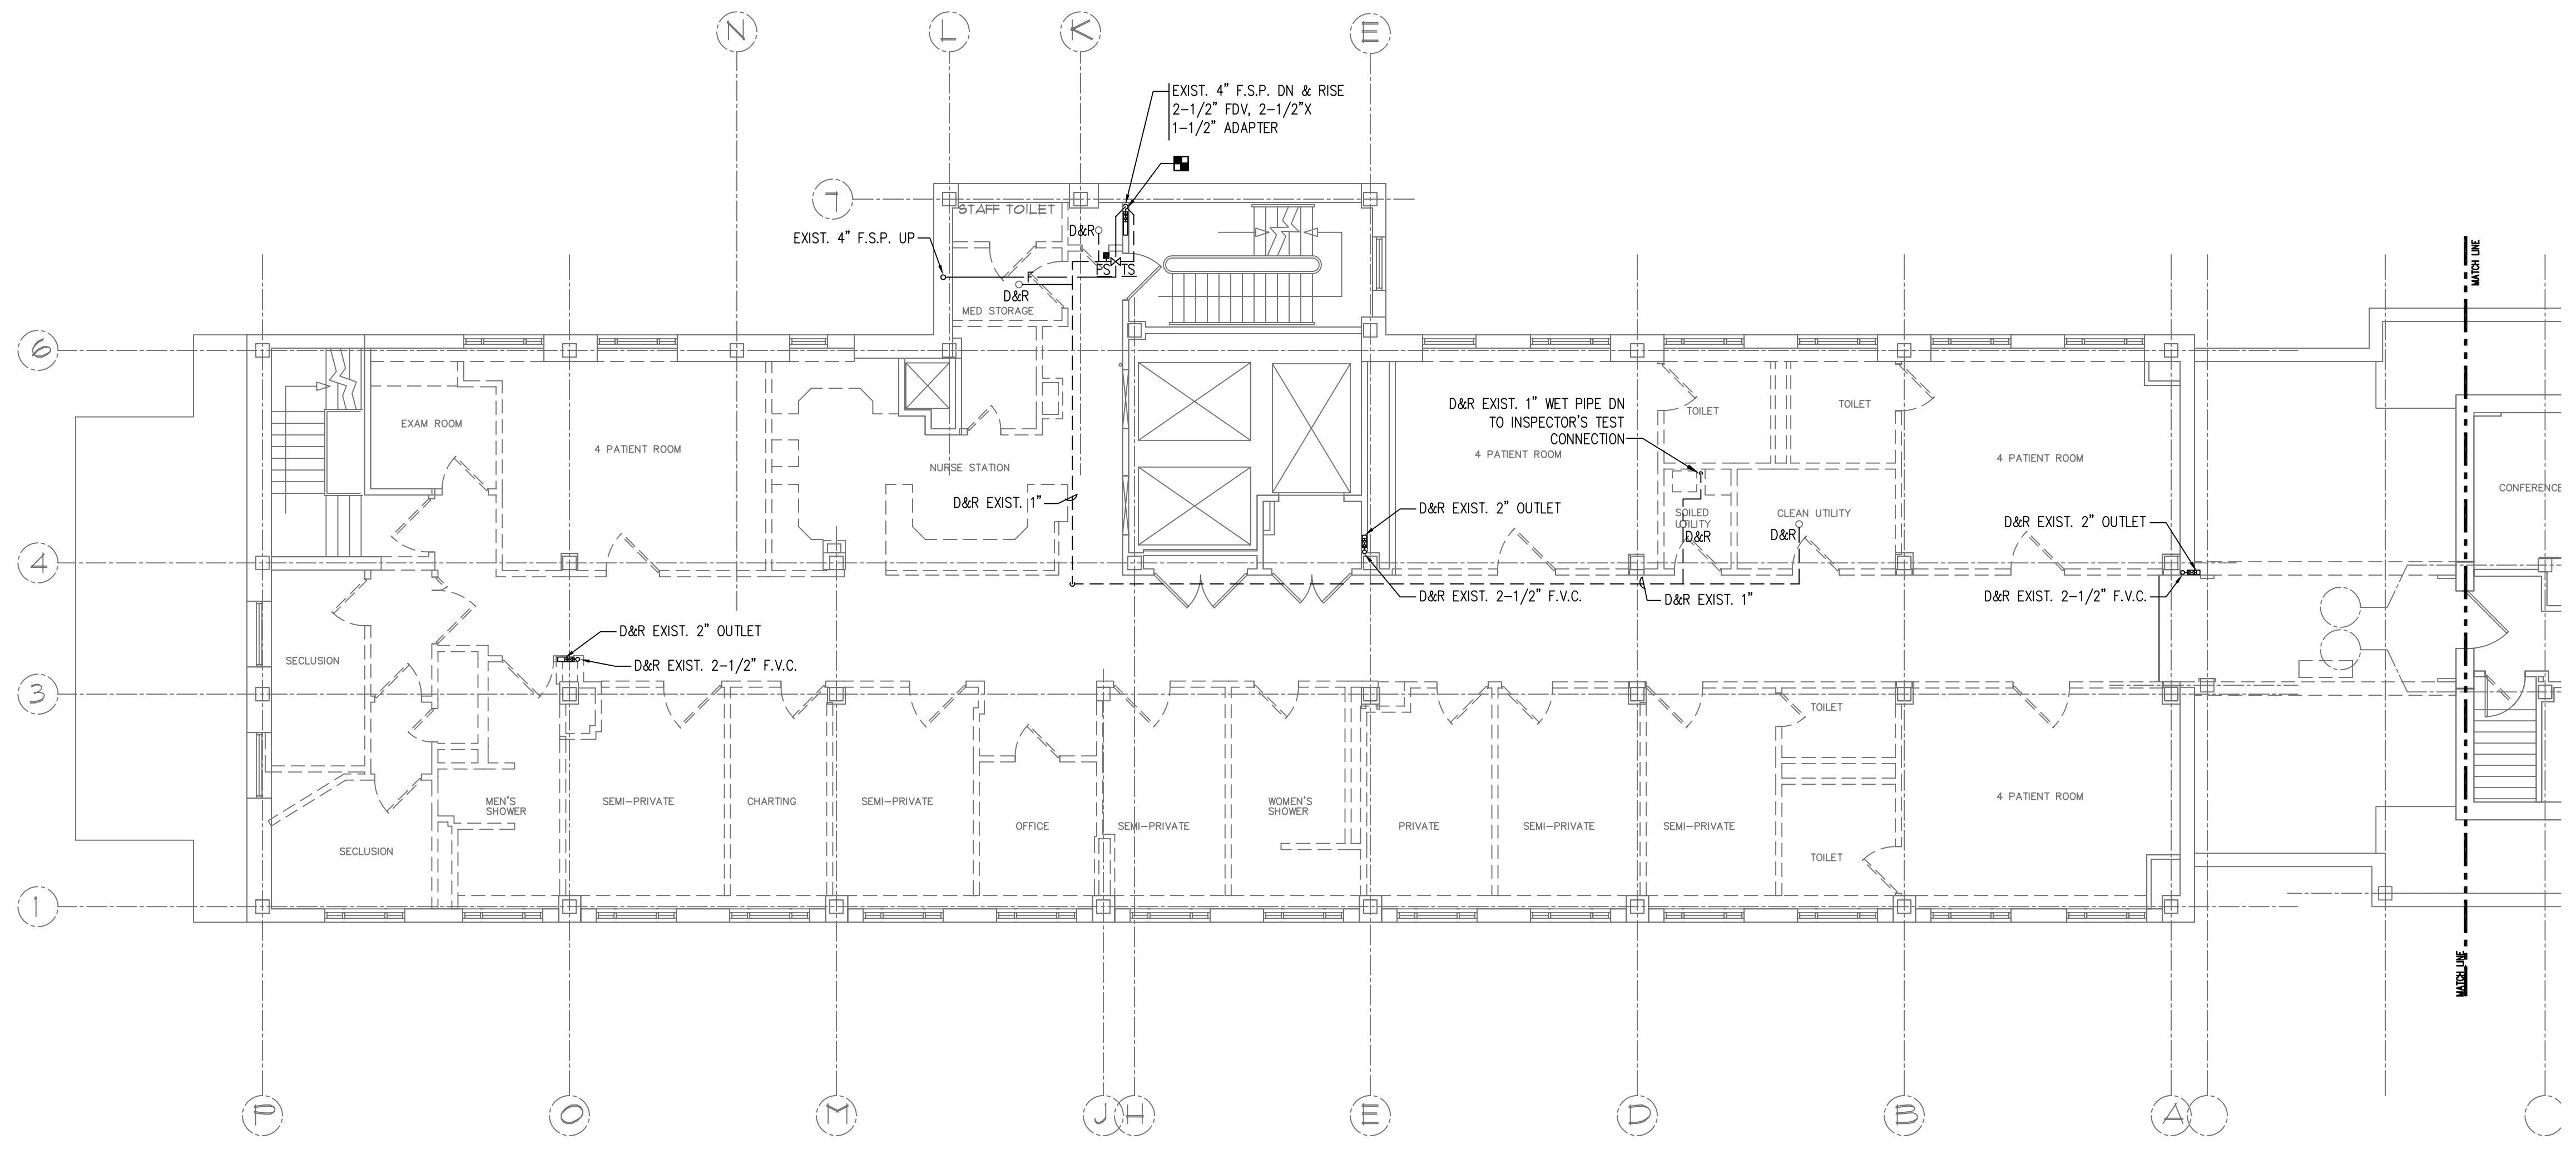 N
L
K
E
EXIST. 4" F.S.P. DN & RISE
2-1/2" FDV, 2-1/2"X
1-1/2" ADAPTER
7
STAFF TOILET
D&R
EXIST. 4" F.S.P. UP
FS
TS
F
D&R
MED STORAGE
MATCH LINE
6
EXAM ROOM
4 PATIENT ROOM
NURSE STATION
D&R EXIST. 1"
D&R EXIST. 1" WET PIPE DN
TO INSPECTOR'S TEST
CONNECTION
4 PATIENT ROOM
TOILET
TOILET
4 PATIENT ROOM
CONFERENCE
D&R EXIST. 2" OUTLET
SOILED
UTILITY
D&R
CLEAN UTILITY
D&R
D&R EXIST. 2" OUTLET
4
D&R EXIST. 2-1/2" F.V.C.
D&R EXIST. 1"
D&R EXIST. 2-1/2" F.V.C.
D&R EXIST. 2" OUTLET
D&R EXIST. 2-1/2" F.V.C.
SECLUSION
3
TOILET
MEN'S
SHOWER
SEMI-PRIVATE
CHARTING
SEMI-PRIVATE
OFFICE
SEMI-PRIVATE
WOMEN'S
SHOWER
PRIVATE
SEMI-PRIVATE
SEMI-PRIVATE
4 PATIENT ROOM
SECLUSION
TOILET
1
MATCH LINE
P
O
M
J
H
E
D
B
A